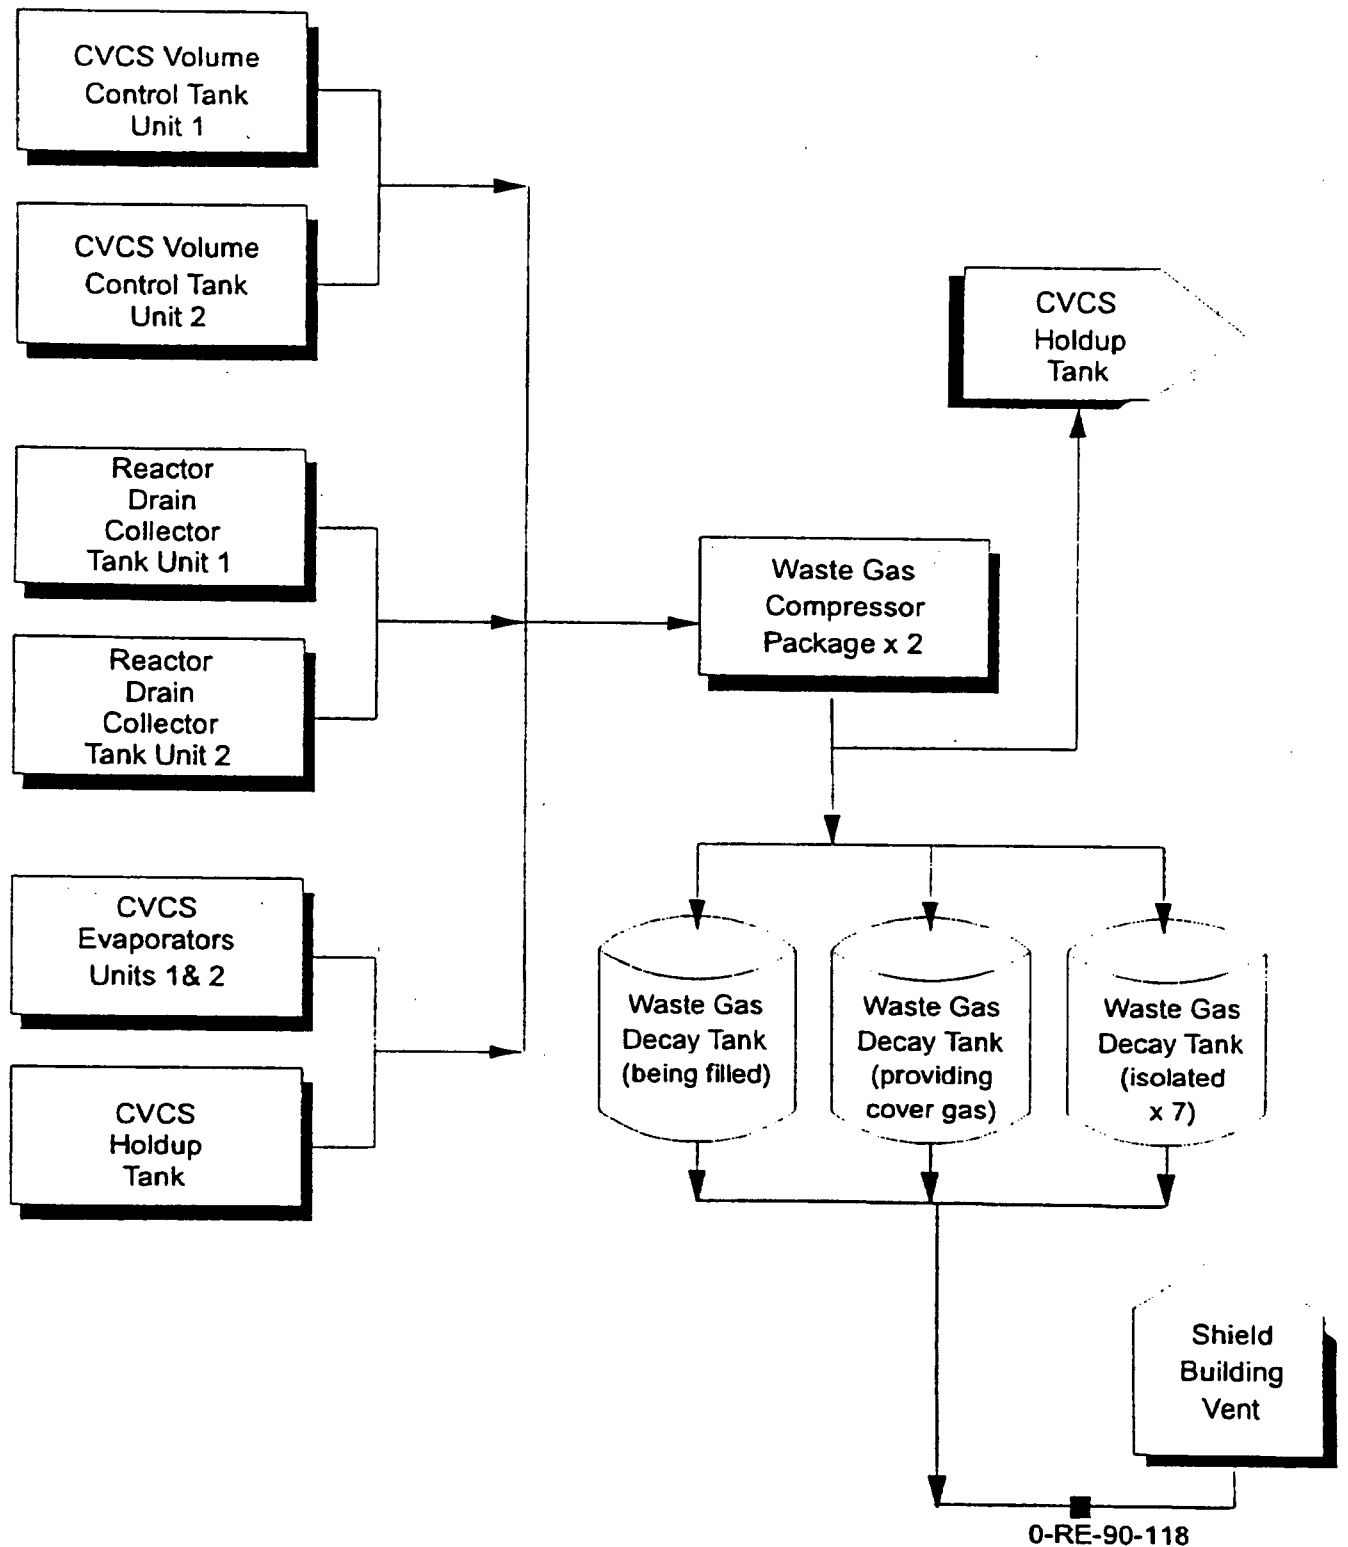 CVCS Volume
Control Tank
Unit 1
CVCS Volume
Control Tank
Unit 2
CVCS
Holdup
Tank
Reactor
Drain
Collector
Tank Unit 1
Waste Gas
Compressor
Package x 2
Reactor
Drain
Collector
Tank Unit 2
CVCS
Evaporators
Units 1& 2
Waste Gas
Decay Tank
(being filled)
Waste Gas
Decay Tank
(providing
cover gas)
Waste Gas
Decay Tank
(isolated
x 7)
CVCS
Holdup
Tank
Shield
Building
Vent
0-RE-90-118